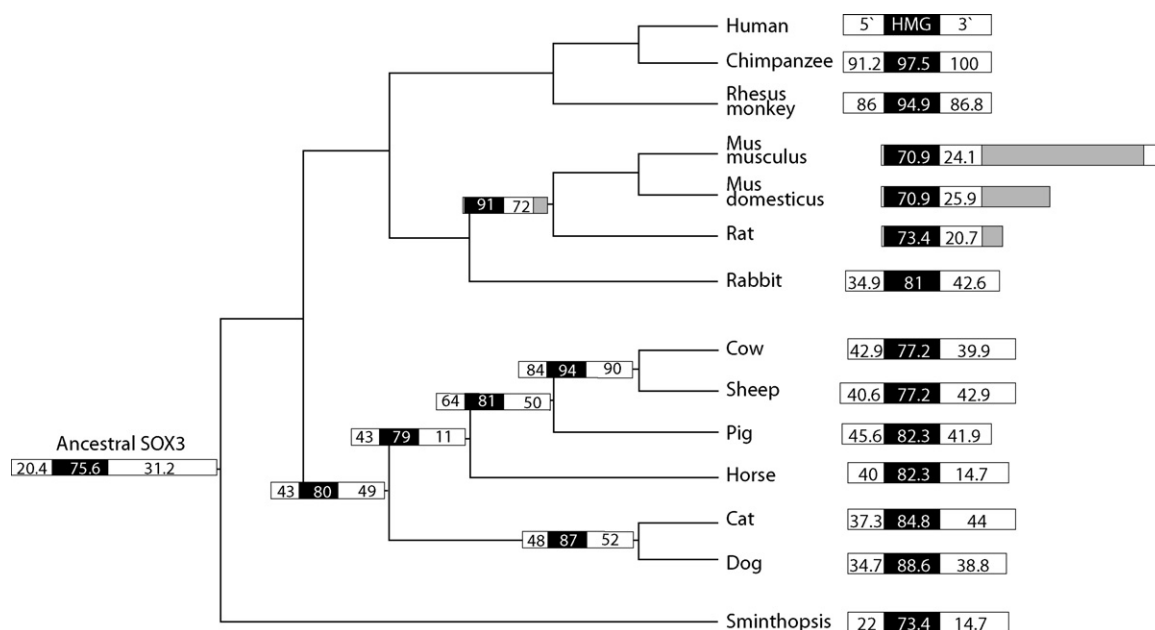 Human 5` HMG 3`
Chimpanzee 91.2 97.5 100
Rhesus
monkey 86 94.9 86.8
Mus
musculus 70.9 24.1
Mus
domesticus 70.9 25.9
91 72
Rat 73.4 20.7
Rabbit 34.9 81 42.6
Cow 42.9 77.2 39.9
84 94 90
Sheep 40.6 77.2 42.9
64 81 50
Pig 45.6 82.3 41.9
43 79 11
Ancestral SOX3
20.4 75.6 31.2
Horse 40 82.3 14.7
43 80 49
Cat 37.3 84.8 44
48 87 52
Dog 34.7 88.6 38.8
Sminthopsis 22 73.4 14.7